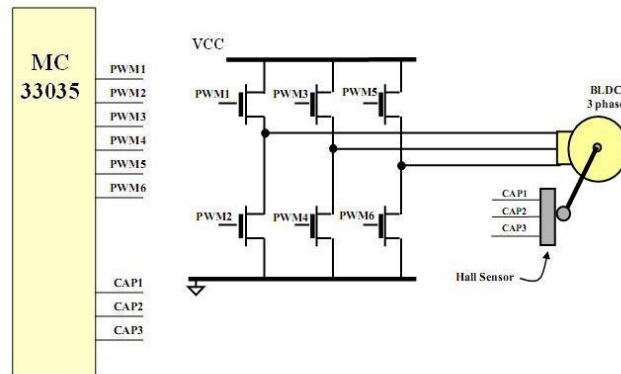 MC
33035
PWM1
PWM2
PWM3
PWM4
PWM5
PWM6
CAP1
CAP2
CAP3
VCC
PWM1
PWM3
PWM5
PWM2
PWM4
PWM6
BLDC
3 phase
CAP1
CAP2
CAP3
Hall Sensor